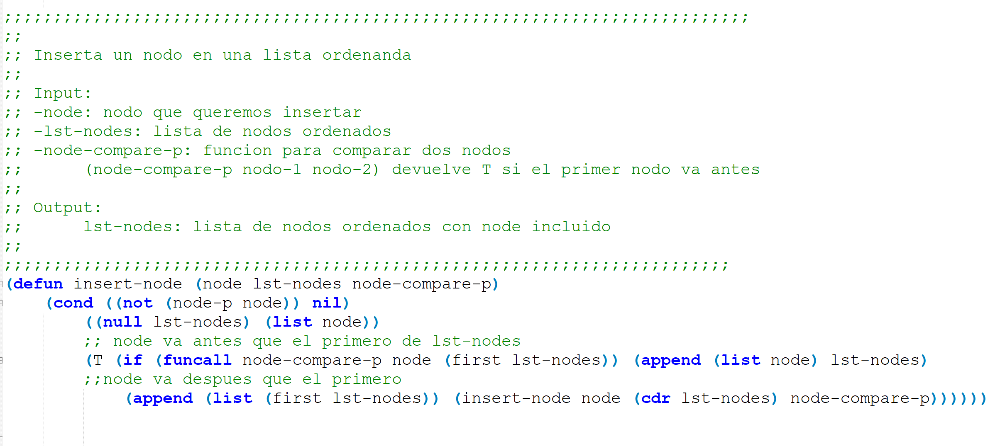 ;;;;;;;;;;;;;;;;;;;;;;;;;;;;;;;;;;;;;;;;;;;;;;;;;;;;;;;;;;;;;;;;;;;;;;;;;;;
;;
;; Inserta un nodo en una lista ordenanda
;;
;; Input:
;; -node: nodo que queremos insertar
;; -lst-nodes: lista de nodos ordenados
;; -node-compare-p: funcion para comparar dos nodos
;;      (node-compare-p nodo-1 nodo-2) devuelve T si el primer nodo va antes
;;
;; Output:
;;      lst-nodes: lista de nodos ordenados con node incluido
;;
;;;;;;;;;;;;;;;;;;;;;;;;;;;;;;;;;;;;;;;;;;;;;;;;;;;;;;;;;;;;;;;;;;;;;;;;;
(defun insert-node (node lst-nodes node-compare-p)
    (cond ((not (node-p node)) nil)
        ((null lst-nodes) (list node))
        ;; node va antes que el primero de lst-nodes
        (T (if (funcall node-compare-p node (first lst-nodes)) (append (list node) lst-nodes)
        ;;node va despues que el primero
            (append (list (first lst-nodes)) (insert-node node (cdr lst-nodes) node-compare-p))))))